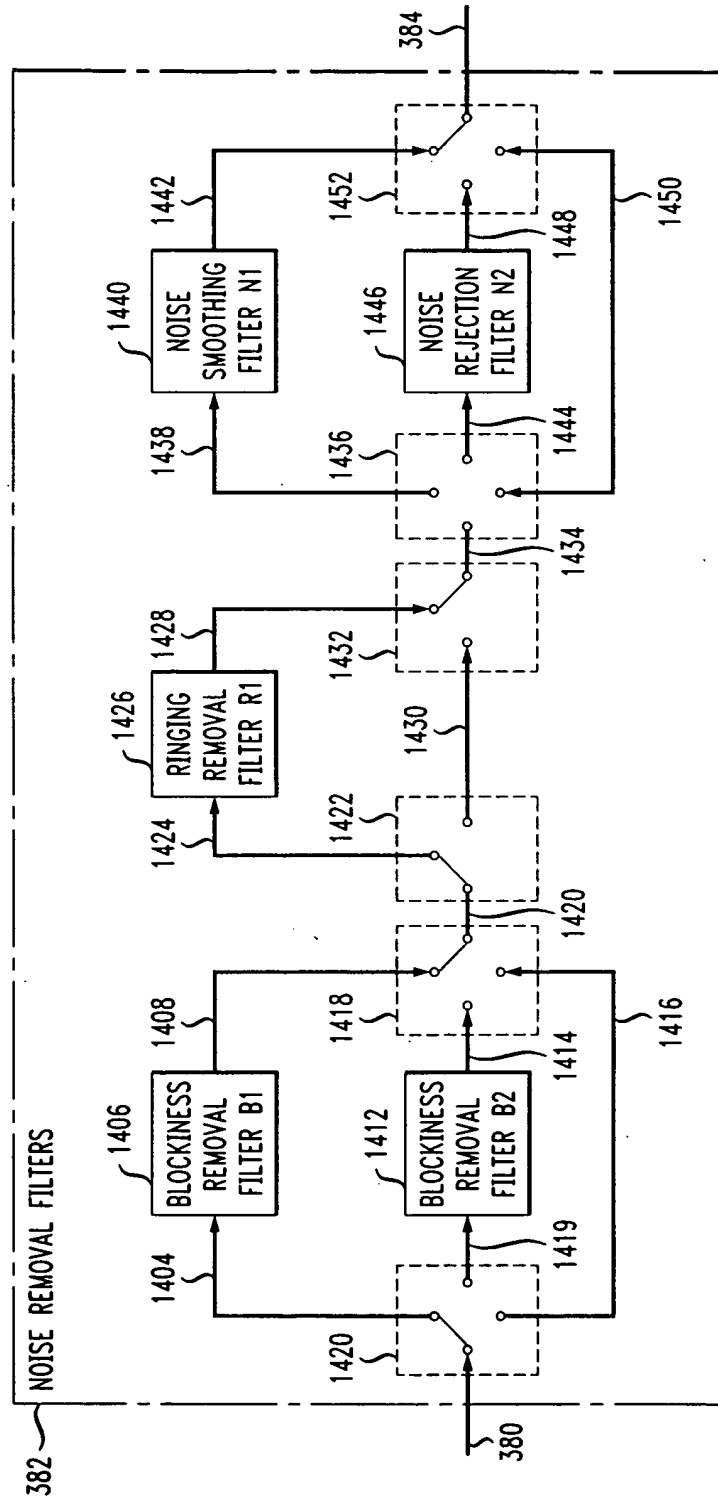 382
NOISE REMOVAL FILTERS
380
1420
1404
1419
1406
BLOCKINESS
REMOVAL
FILTER B1
1412
BLOCKINESS
REMOVAL
FILTER B2
1408
1414
1416
1418
1420
1422
1424
1426
RINGING
REMOVAL
FILTER R1
1428
1430
1432
1434
1436
1438
1444
1440
NOISE
SMOOTHING
FILTER N1
1446
NOISE
REJECTION
FILTER N2
1442
1448
1450
1452
384